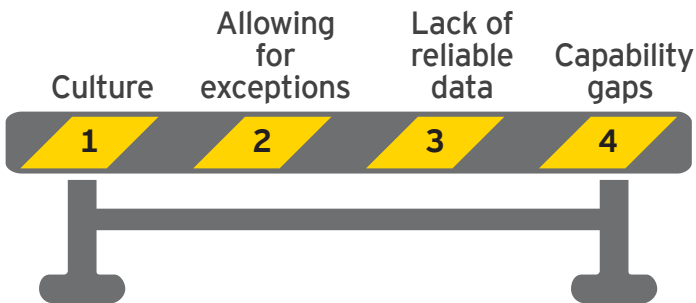 Culture
Allowing
for
exceptions
Lack of
reliable
data
Capability
gaps
1
2
3
4